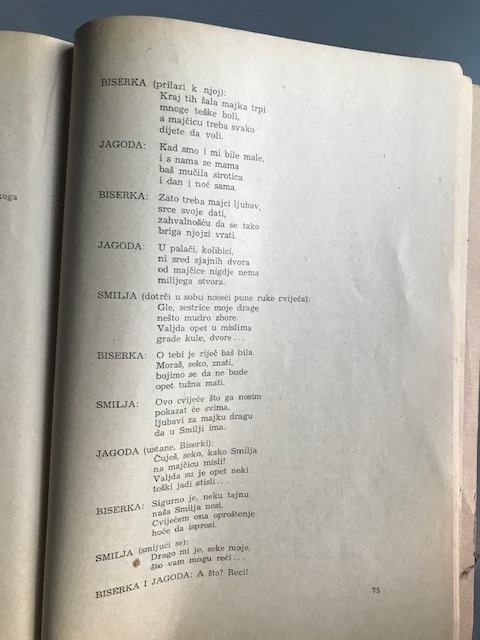 koga
BISERKA (prilazi k njoj):
Kraj tih šala majka trpi
mnoge teške boli,
a majčicu treba svako
dijete da voli.
JAGODA: Kad smo i mi bile male,
i s nama se mama
baš mučila sirotica
i dan i noć sama.
BISERKA: Zato treba majci ljubav,
srce svoje dati,
zahvalnošću da se tako
briga njojzi vrati.
JAGODA: U palači, kolibici,
ni sred sjajnih dvora
od majčice nigdje nema
milijega stvora.
SMILJA (dotrči u sobu noseći pune ruke cvijeća):
Gle, sestrice moje drage
nešto mudro zbore.
Valjda opet u mislima
grade kule, dvore...
BISERKA: O tebi je riječ baš bila.
Moraš, seko, znati,
bojimo se da ne bude
opet tužna mati.
SMILJA: Ovo cvijeće što ga nosim
pokazat će svima.
ljubavi za majku dragu
da u Smilji ima.
JAGODA (ustane, Biserki):
Čuješ, seko, kako Smilja
na majčicu misli!
Valjda su je opet neki
teški jadi stisli...
BISERKA: Sigurno je, neku tajnu
naša Smilja nosi.
Cvijećem ona oproštenje
hoće da isprosi.
SMILJA (smijući se):
Drago mi je, seke moje,
što vam mogu reći...
BISERKA I JAGODA: A što? Reci!
75